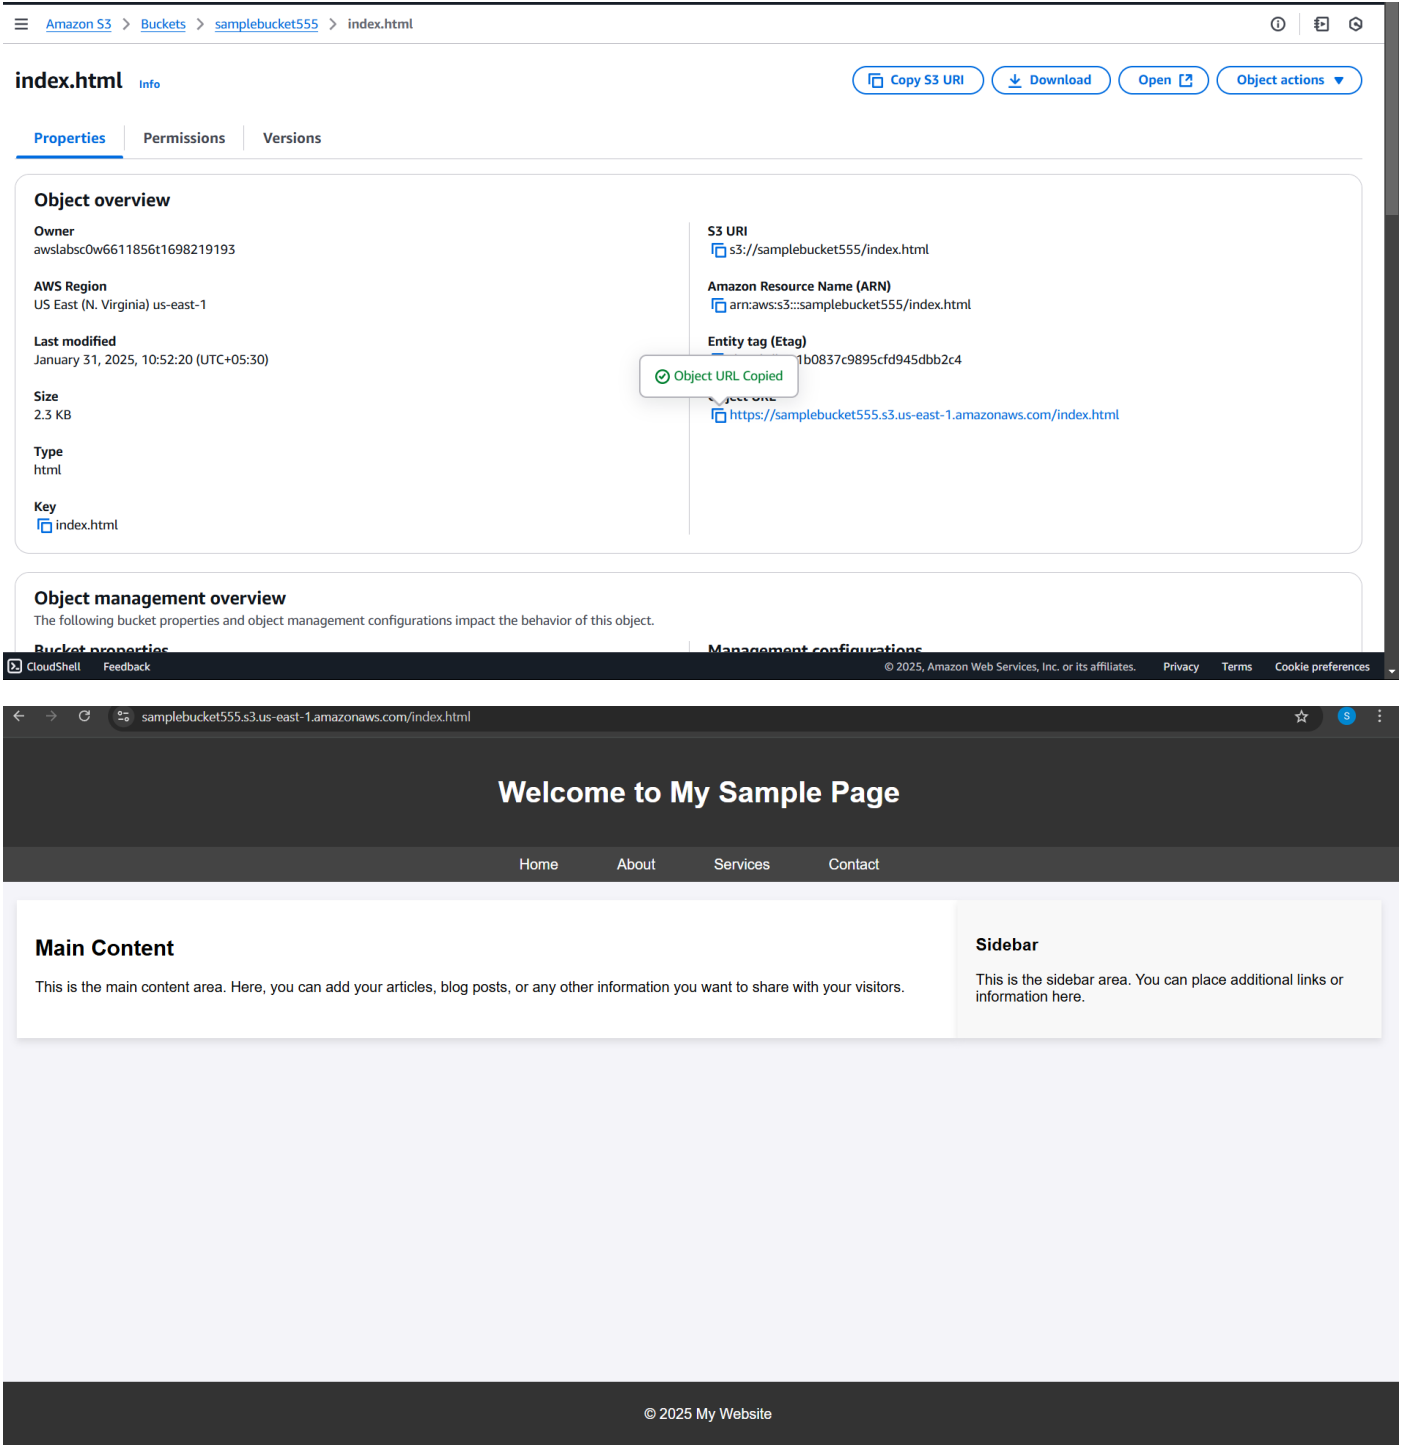 Amazon S3 > Buckets > samplebucket555 > index.html
index.html Info
Copy S3 URI Download Open Object actions
Properties Permissions Versions
Object overview
Owner
awslabsc0w6611856t1698219193
AWS Region
US East (N. Virginia) us-east-1
Last modified
January 31, 2025, 10:52:20 (UTC+05:30)
Size
2.3 KB
Type
html
Key
index.html
S3 URI
s3://samplebucket555/index.html
Amazon Resource Name (ARN)
arn:aws:s3:::samplebucket555/index.html
Entity tag (Etag)
1b0837c9895cfd945dbb2c4
Object URL Copied
URL
https://samplebucket555.s3.us-east-1.amazonaws.com/index.html
Object management overview
The following bucket properties and object management configurations impact the behavior of this object.
Bucket properties Management configurations
CloudShell Feedback © 2025, Amazon Web Services, Inc. or its affiliates. Privacy Terms Cookie preferences
samplebucket555.s3.us-east-1.amazonaws.com/index.html S
Welcome to My Sample Page
Home About Services Contact
Main Content
This is the main content area. Here, you can add your articles, blog posts, or any other information you want to share with your visitors.
Sidebar
This is the sidebar area. You can place additional links or
information here.
© 2025 My Website